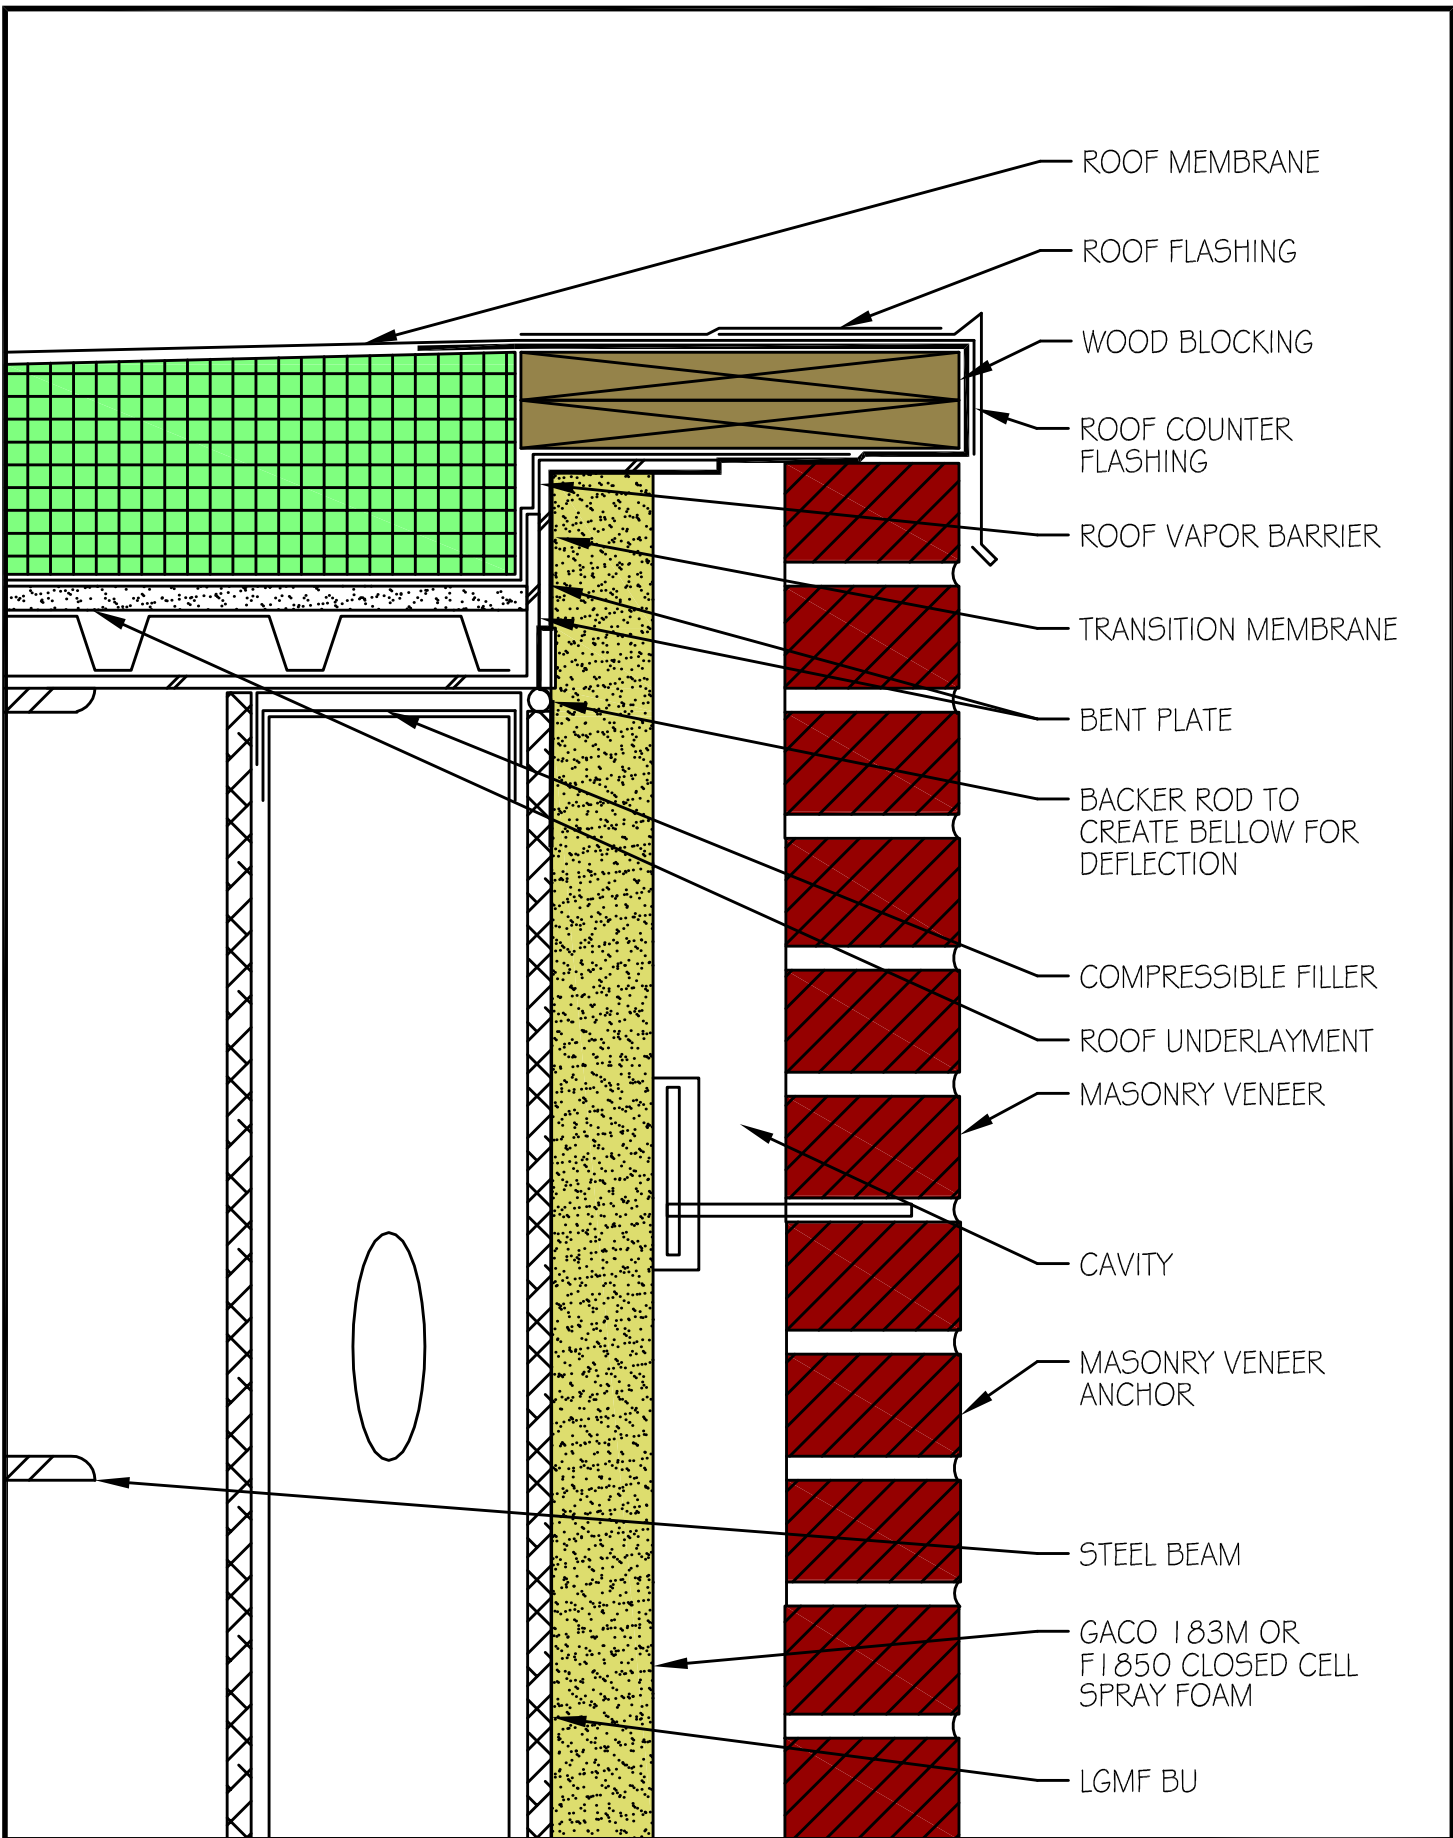 ROOF MEMBRANE
ROOF FLASHING
WOOD BLOCKING
ROOF COUNTER
FLASHING
ROOF VAPOR BARRIER
TRANSITION MEMBRANE
BENT PLATE
BACKER ROD TO
CREATE BELLOW FOR
DEFLECTION
COMPRESSIBLE FILLER
ROOF UNDERLAYMENT
MASONRY VENEER
CAVITY
MASONRY VENEER
ANCHOR
STEEL BEAM
GACO 183M OR
F1850 CLOSED CELL
SPRAY FOAM
LGMF BU